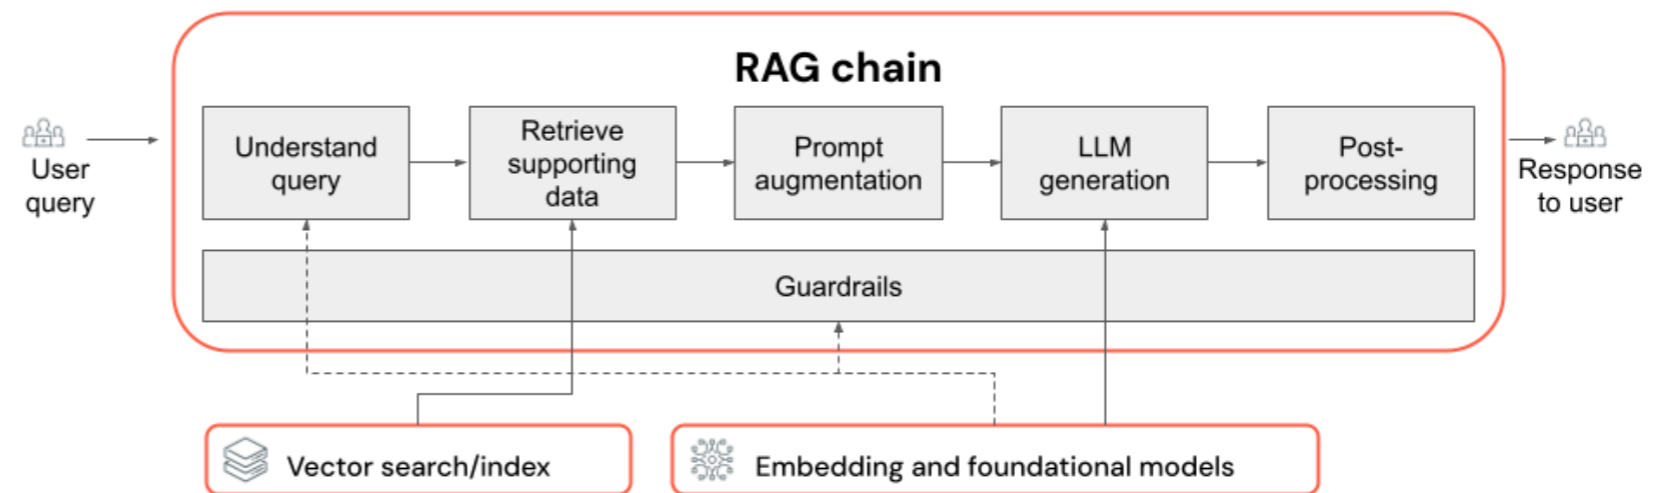 RAG chain
User
query
Understand
query
Retrieve
supporting
data
Prompt
augmentation
LLM
generation
Post-
processing
Response
to user
Guardrails
Vector search/index
Embedding and foundational models